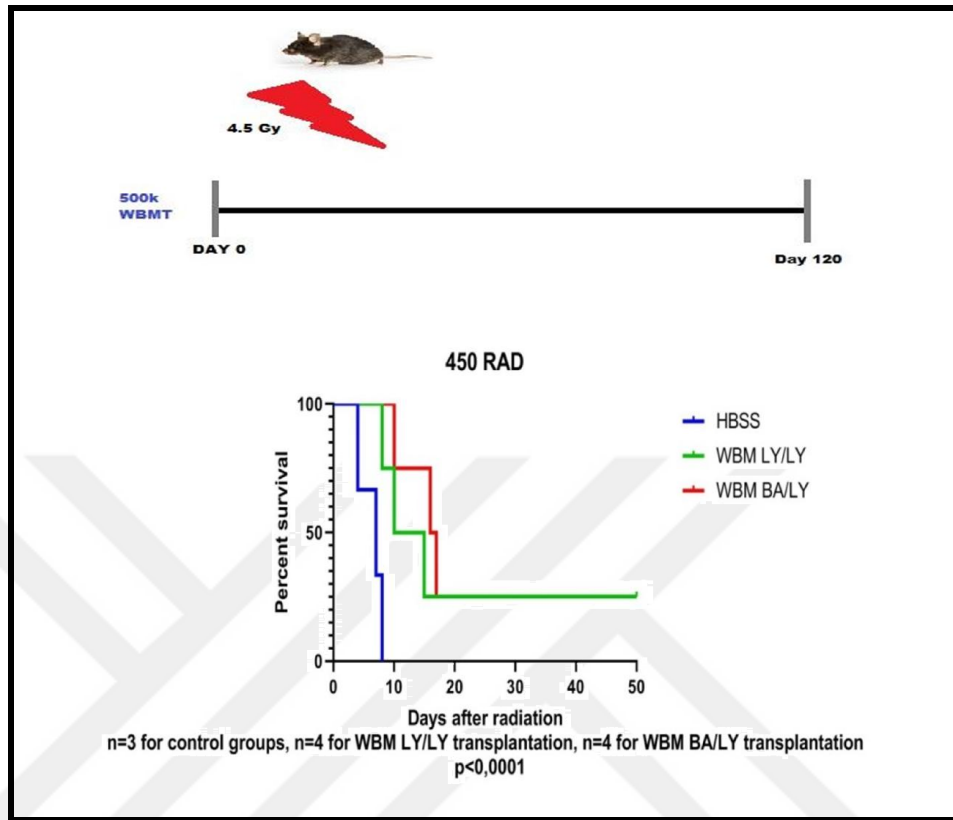 4.5 Gy
500k
WBMT
DAY 0
Day 120
450 RAD
100
50
0
Percent survival
0 10 20 30 40 50
Days after radiation
HBSS
WBM LY/LY
WBM BA/LY
n=3 for control groups, n=4 for WBM LY/LY transplantation, n=4 for WBM BA/LY transplantation
p<0,0001